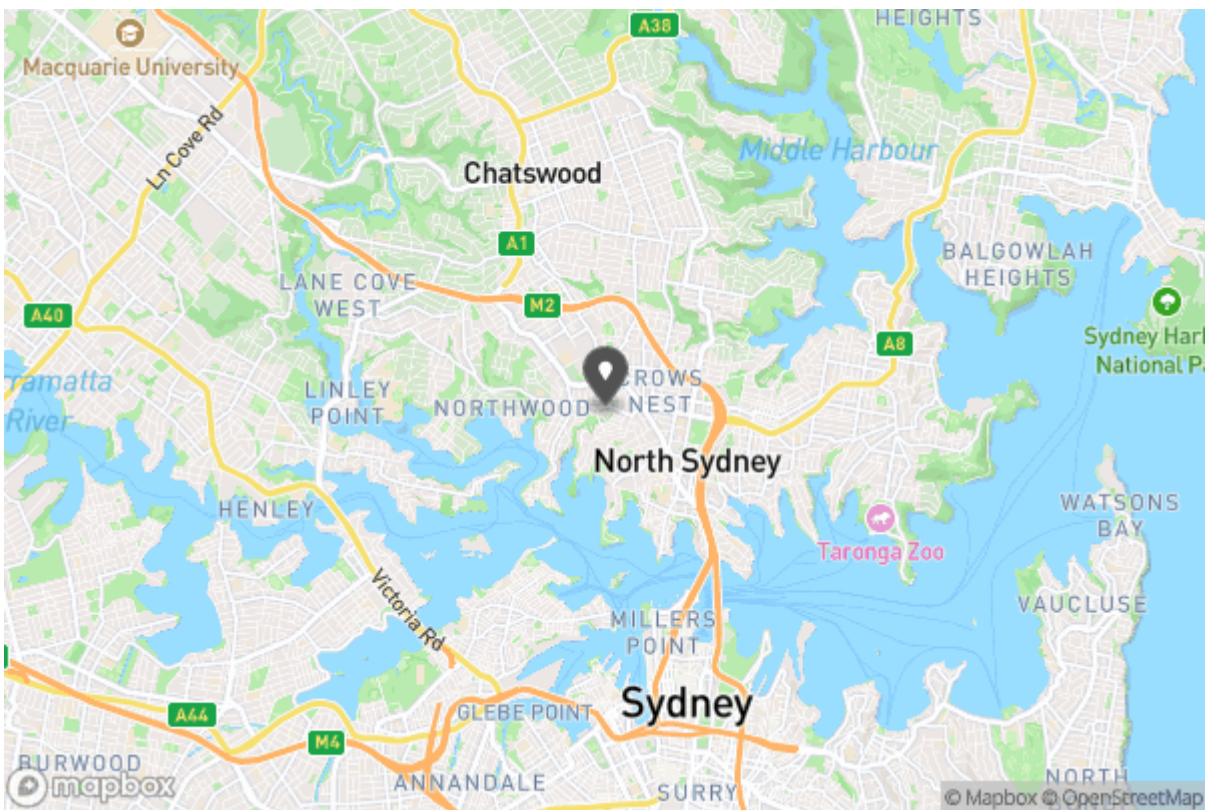 A38
HEIGHTS
Macquarie University
Ln Cove Rd
Middle Harbour
Chatswood
A1
BALGOWLAH
HEIGHTS
LANE COVE
WEST
M2
A40
A8
Sydney Harb
National Pa
rramatta
River
CROWS
NEST
LINLEY
POINT
NORTHWOOD
North Sydney
HENLEY
WATSONS
BAY
Taronga Zoo
Victoria Rd
VAUCLUSE
MILLERS
POINT
Sydney
A44
GLEBE POINT
M4
BURWOOD
ANNANDALE
SURRY
NORTH
mapbox
© Mapbox © OpenStreetMap